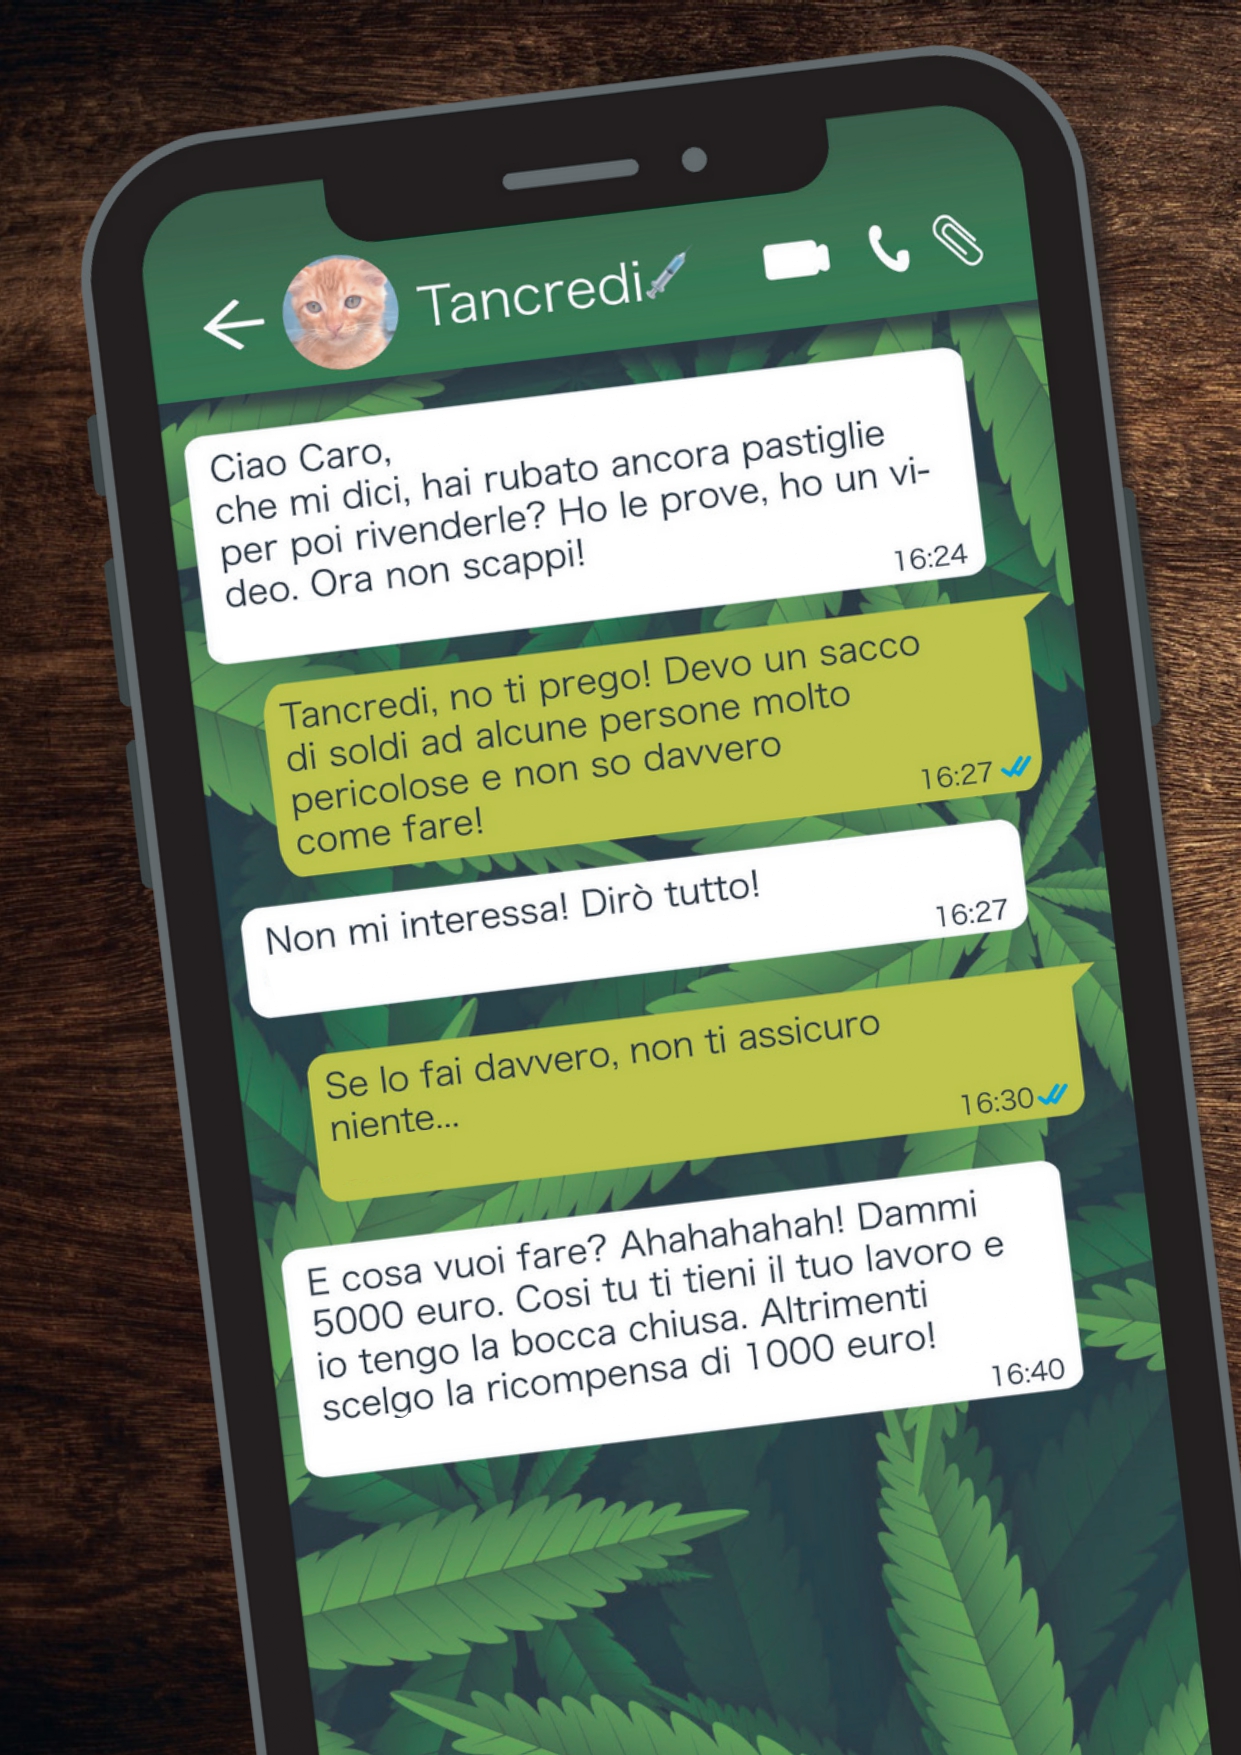 Tancredi
Ciao Caro,
che mi dici, hai rubato ancora pastiglie
per poi rivenderle? Ho le prove, ho un vi-
deo. Ora non scappi!
16:24
Tancredi, no ti prego! Devo un sacco
di soldi ad alcune persone molto
pericolose e non so davvero
come fare!
16:27
Non mi interessa! Dirò tutto!
16:27
Se lo fai davvero, non ti assicuro
niente...
16:30
E cosa vuoi fare? Ahahahahah! Dammi
5000 euro. Cosi tu ti tieni il tuo lavoro e
io tengo la bocca chiusa. Altrimenti
scelgo la ricompensa di 1000 euro!
16:40